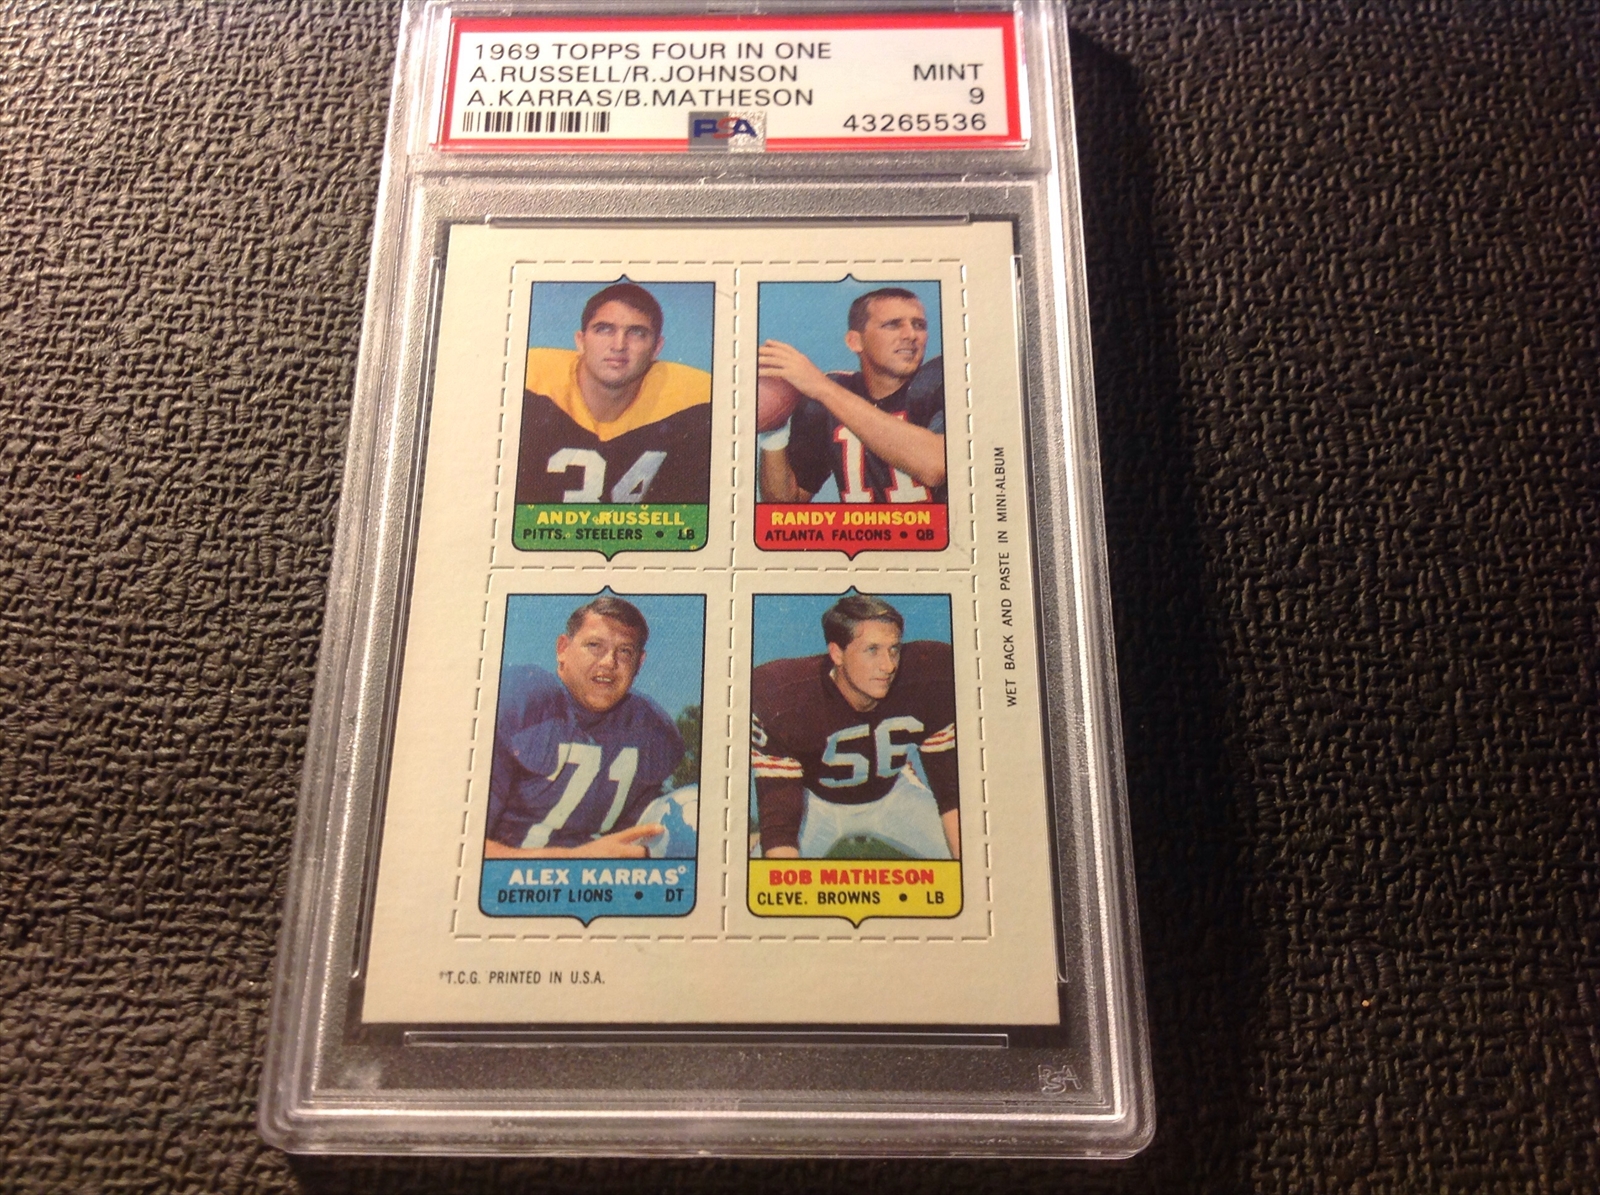 1969 TOPPS FOUR IN ONE
A.RUSSELL/R.JOHNSON MINT
A.KARRAS/B.MATHESON 9
PSA 43265536
34
ANDY RUSSELL
PITTS. STEELERS • LB
11
RANDY JOHNSON
ATLANTA FALCONS • QB
71
ALEX KARRAS
DETROIT LIONS • DT
56
BOB MATHESON
CLEVE. BROWNS • LB
WET BACK AND PASTE IN MINI-ALBUM
T.C.G. PRINTED IN U.S.A.
PSA